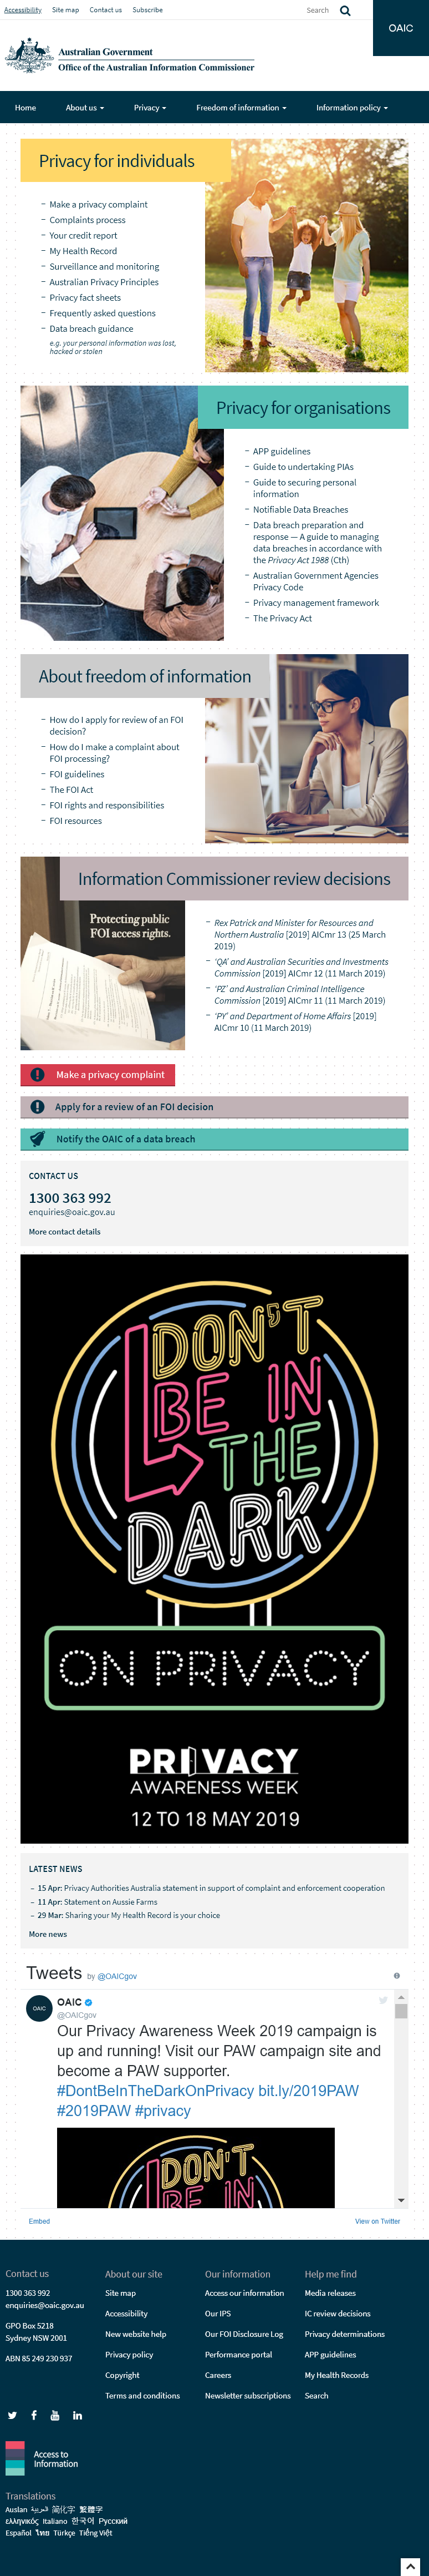 Accessibility Site map Contact us Subscribe Search
OAIC
Australian Government
Office of the Australian Information Commissioner
Home About us Privacy Freedom of information Information policy
Privacy for individuals
– Make a privacy complaint
– Complaints process
– Your credit report
– My Health Record
– Surveillance and monitoring
– Australian Privacy Principles
– Privacy fact sheets
– Frequently asked questions
– Data breach guidance
e.g. your personal information was lost,
hacked or stolen
Privacy for organisations
– APP guidelines
– Guide to undertaking PIAs
– Guide to securing personal
information
– Notifiable Data Breaches
– Data breach preparation and
response — A guide to managing
data breaches in accordance with
the Privacy Act 1988 (Cth)
– Australian Government Agencies
Privacy Code
– Privacy management framework
– The Privacy Act
About freedom of information
– How do I apply for review of an FOI
decision?
– How do I make a complaint about
FOI processing?
– FOI guidelines
– The FOI Act
– FOI rights and responsibilities
– FOI resources
Information Commissioner review decisions
Protecting public
FOI access rights.
– Rex Patrick and Minister for Resources and
Northern Australia [2019] AICmr 13 (25 March
2019)
– 'QA' and Australian Securities and Investments
Commission [2019] AICmr 12 (11 March 2019)
– 'PZ' and Australian Criminal Intelligence
Commission [2019] AICmr 11 (11 March 2019)
– 'PY' and Department of Home Affairs [2019]
AICmr 10 (11 March 2019)
Make a privacy complaint
Apply for a review of an FOI decision
Notify the OAIC of a data breach
CONTACT US
1300 363 992
enquiries@oaic.gov.au
More contact details
DON'T
BE IN
THE
DARK
ON PRIVACY
PRIVACY
AWARENESS WEEK
12 TO 18 MAY 2019
LATEST NEWS
– 15 Apr: Privacy Authorities Australia statement in support of complaint and enforcement cooperation
– 11 Apr: Statement on Aussie Farms
– 29 Mar: Sharing your My Health Record is your choice
More news
Tweets by @OAICgov
OAIC
OAIC
@OAICgov
Our Privacy Awareness Week 2019 campaign is
up and running! Visit our PAW campaign site and
become a PAW supporter.
#DontBeInTheDarkOnPrivacy bit.ly/2019PAW
#2019PAW #privacy
DON'T
BE IN
Embed View on Twitter
Contact us
1300 363 992
enquiries@oaic.gov.au
GPO Box 5218
Sydney NSW 2001
ABN 85 249 230 937
About our site
Site map
Accessibility
New website help
Privacy policy
Copyright
Terms and conditions
Our information
Access our information
Our IPS
Our FOI Disclosure Log
Performance portal
Careers
Newsletter subscriptions
Help me find
Media releases
IC review decisions
Privacy determinations
APP guidelines
My Health Records
Search
Access to
Information
Translations
Auslan العربية 简化字 繁體字
ελληνικός Italiano 한국어 Русский
Español ไทย Türkçe Tiếng Việt